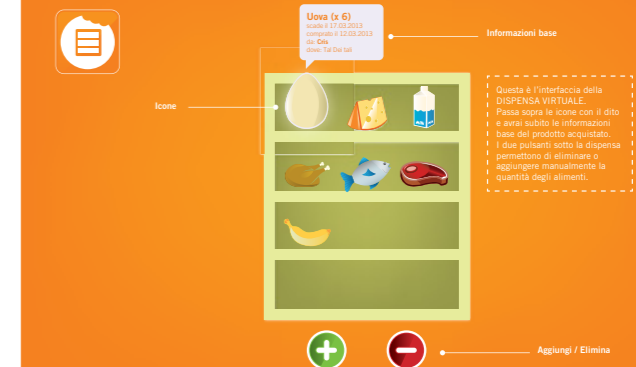 Uova (x 6)
scade il 17.03.2013
comprato il 12.03.2013
da: Cris
dove: Tal Dei tali
Informazioni base
Icone
Questa è l'interfaccia della
DISPENSA VIRTUALE.
Passa sopra le icone con il dito
e avrai subito le informazioni
base del prodotto acquistato.
I due pulsanti sotto la dispensa
permettono di eliminare o
aggiungere manualmente la
quantità degli alimenti.
Aggiungi / Elimina